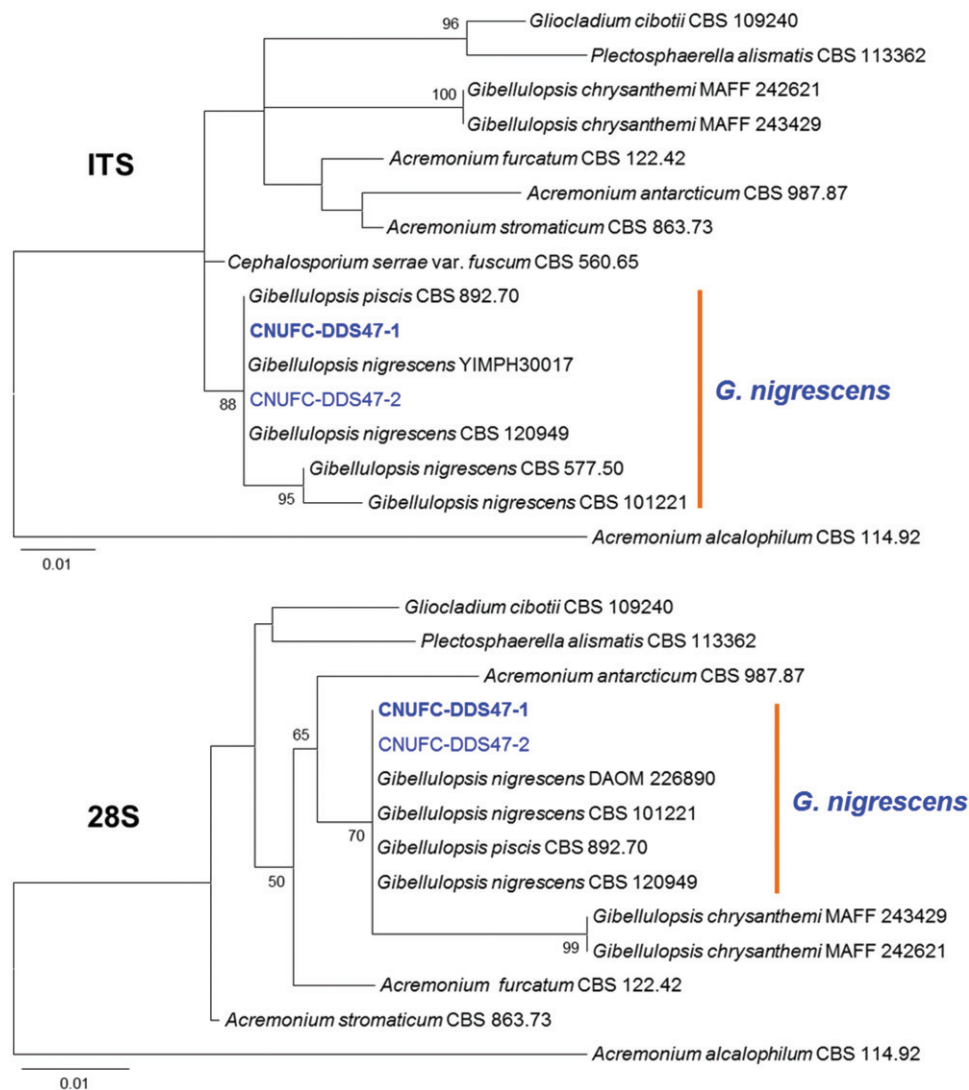 96
Gliocladium cibotii CBS 109240
Plectosphaerella alismatis CBS 113362
100
Gibellulopsis chrysanthemi MAFF 242621
Gibellulopsis chrysanthemi MAFF 243429
ITS
Acremonium furcatum CBS 122.42
Acremonium antarcticum CBS 987.87
Acremonium stromaticum CBS 863.73
Cephalosporium serrae var. fuscum CBS 560.65
Gibellulopsis piscis CBS 892.70
CNUFC-DDS47-1
Gibellulopsis nigrescens YIMPH30017
88
CNUFC-DDS47-2
G. nigrescens
Gibellulopsis nigrescens CBS 120949
Gibellulopsis nigrescens CBS 577.50
95
Gibellulopsis nigrescens CBS 101221
Acremonium alcalophilum CBS 114.92
0.01
Gliocladium cibotii CBS 109240
Plectosphaerella alismatis CBS 113362
Acremonium antarcticum CBS 987.87
CNUFC-DDS47-1
65
CNUFC-DDS47-2
Gibellulopsis nigrescens DAOM 226890
G. nigrescens
28S
Gibellulopsis nigrescens CBS 101221
70
Gibellulopsis piscis CBS 892.70
50
Gibellulopsis nigrescens CBS 120949
Gibellulopsis chrysanthemi MAFF 243429
99
Gibellulopsis chrysanthemi MAFF 242621
Acremonium furcatum CBS 122.42
Acremonium stromaticum CBS 863.73
Acremonium alcalophilum CBS 114.92
0.01